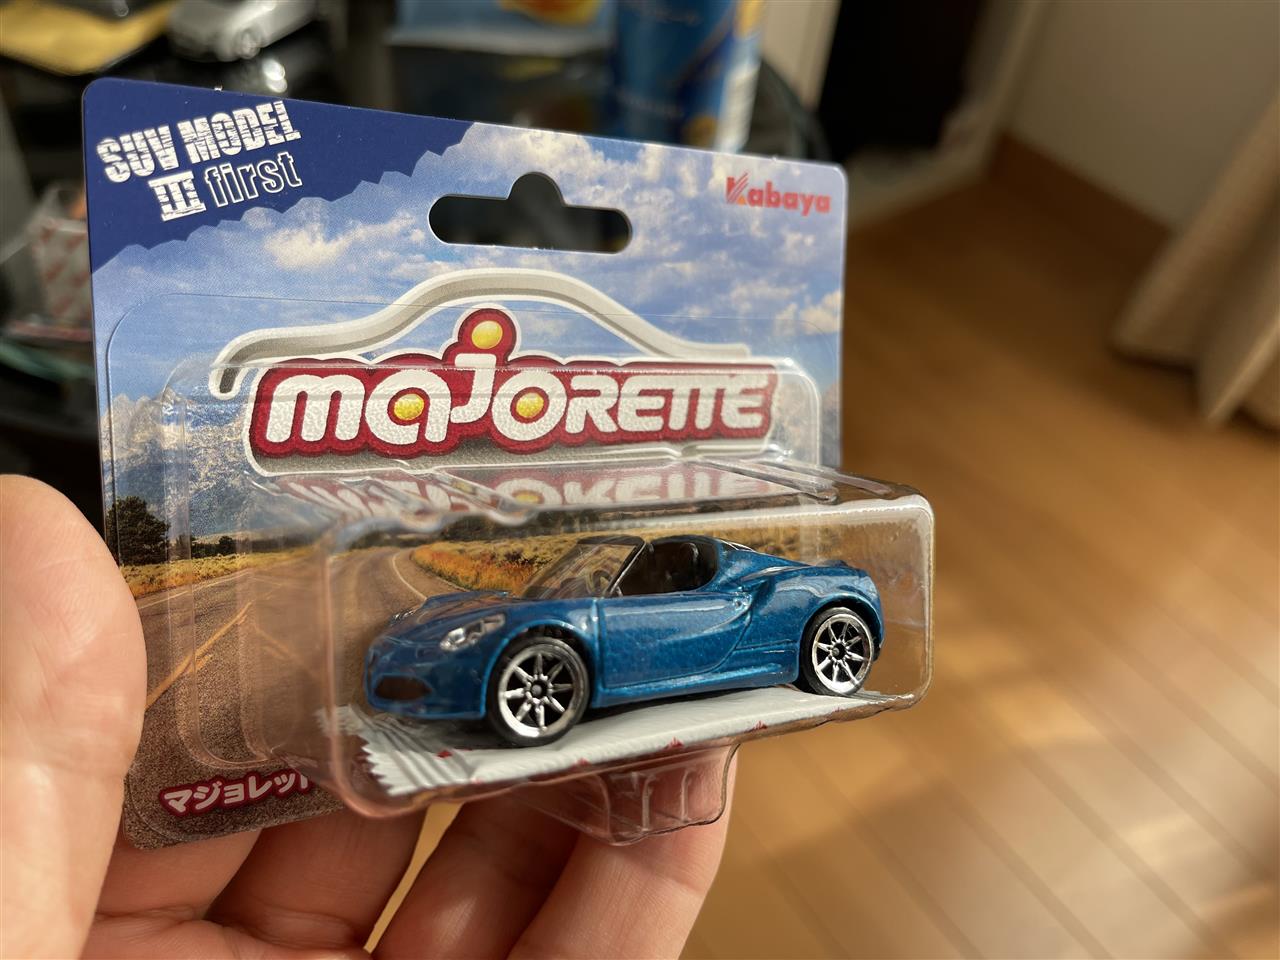 SUV MODEL
III first
Kabaya
majorette
マジョレット